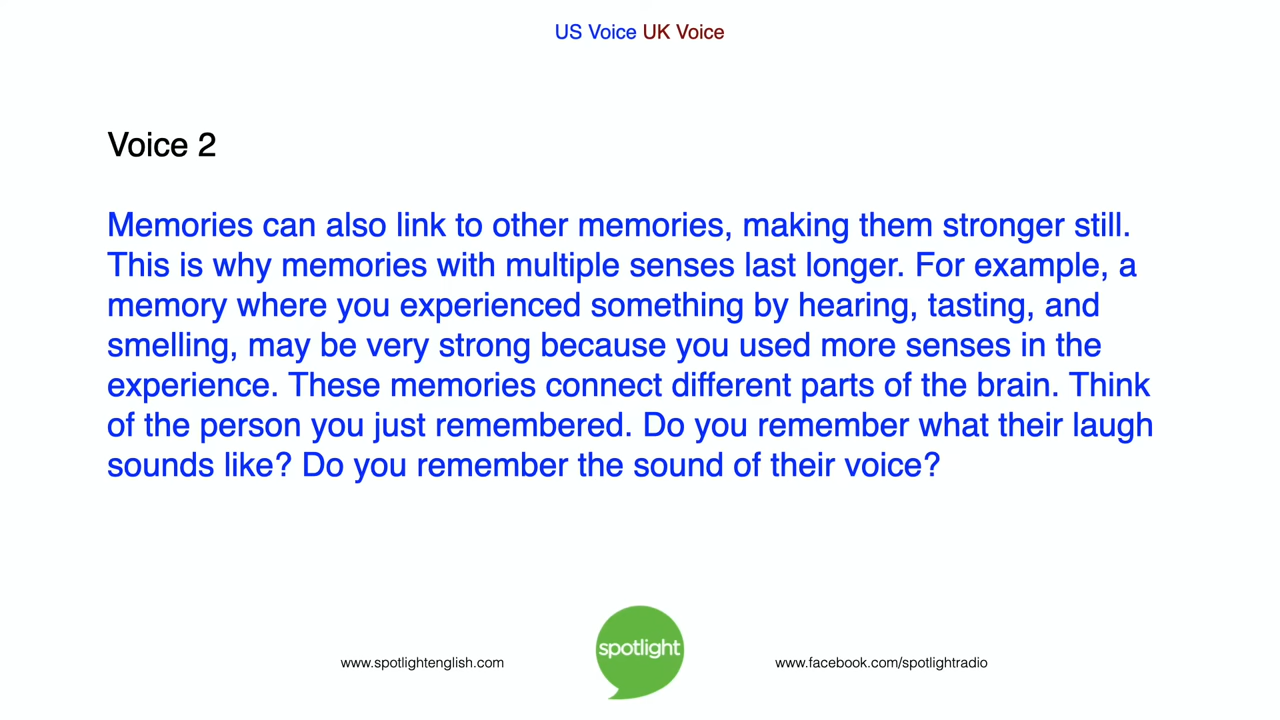 US Voice UK Voice
Voice 2
Memories can also link to other memories, making them stronger still.
This is why memories with multiple senses last longer. For example, a
memory where you experienced something by hearing, tasting, and
smelling, may be very strong because you used more senses in the
experience. These memories connect different parts of the brain. Think
of the person you just remembered. Do you remember what their laugh
sounds like? Do you remember the sound of their voice?
spotlight
www.spotlightenglish.com
www.facebook.com/spotlightradio